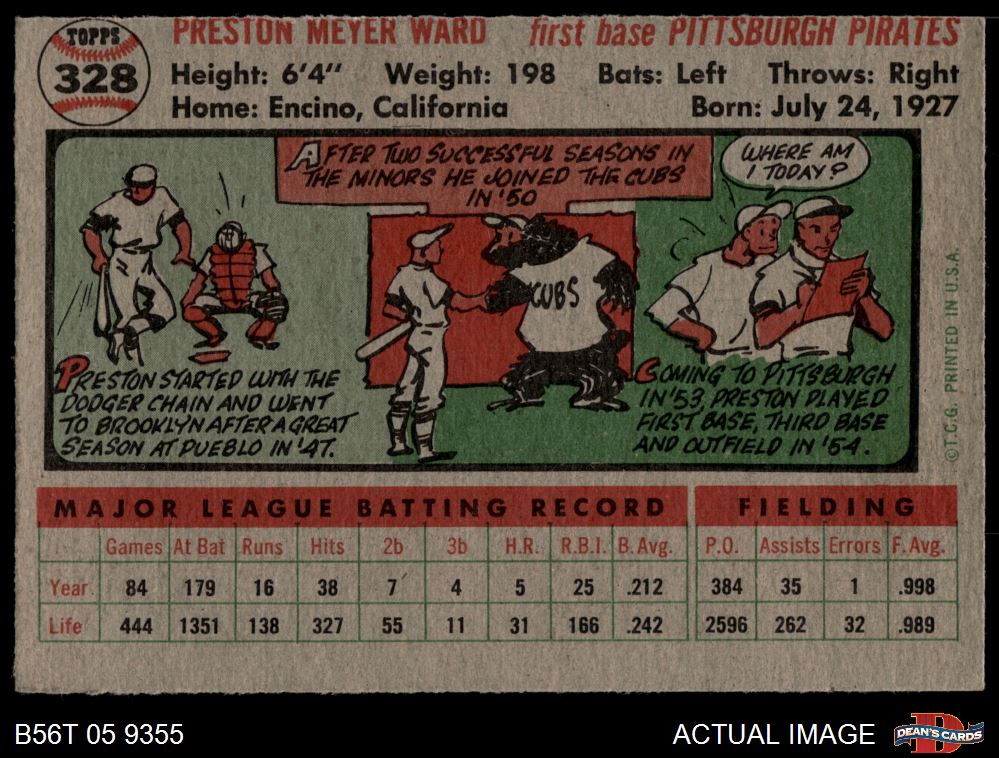 TOPPS
328
PRESTON MEYER WARD first base PITTSBURGH PIRATES
Height: 6'4" Weight: 198 Bats: Left Throws: Right
Home: Encino, California Born: July 24, 1927
AFTER TWO SUCCESSFUL SEASONS IN
THE MINORS HE JOINED THE CUBS
IN '50
WHERE AM
I TODAY?
CUBS
PRESTON STARTED WITH THE
DODGER CHAIN AND WENT
TO BROOKLYN AFTER A GREAT
SEASON AT PUEBLO IN '47.
COMING TO PITTSBURGH
IN '53 PRESTON PLAYED
FIRST BASE, THIRD BASE
AND OUTFIELD IN '54.
©T.C.G. PRINTED IN U.S.A.
MAJOR LEAGUE BATTING RECORD FIELDING
Games At Bat Runs Hits 2b 3b H.R. R.B.I. B. Avg. P.O. Assists Errors F. Avg.
Year 84 179 16 38 7 4 5 25 .212 384 35 1 .998
Life 444 1351 138 327 55 11 31 166 .242 2596 262 32 .989
B56T 05 9355 ACTUAL IMAGE
DEAN'S CARDS